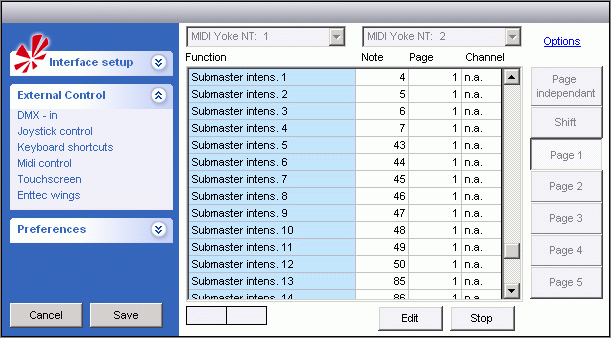 MIDI Yoke NT: 1
MIDI Yoke NT: 2
Options
Interface setup
External Control
DMX - in
Joystick control
Keyboard shortcuts
Midi control
Touchscreen
Enttec wings
Preferences
Cancel
Save
Function Note Page Channel
Submaster intens. 1 4 1 n.a.
Submaster intens. 2 5 1 n.a.
Submaster intens. 3 6 1 n.a.
Submaster intens. 4 7 1 n.a.
Submaster intens. 5 43 1 n.a.
Submaster intens. 6 44 1 n.a.
Submaster intens. 7 45 1 n.a.
Submaster intens. 8 46 1 n.a.
Submaster intens. 9 47 1 n.a.
Submaster intens. 10 48 1 n.a.
Submaster intens. 11 49 1 n.a.
Submaster intens. 12 50 1 n.a.
Submaster intens. 13 85 1 n.a.
Submaster intens. 14 86 1 n.a.
Edit
Stop
Page
independant
Shift
Page 1
Page 2
Page 3
Page 4
Page 5